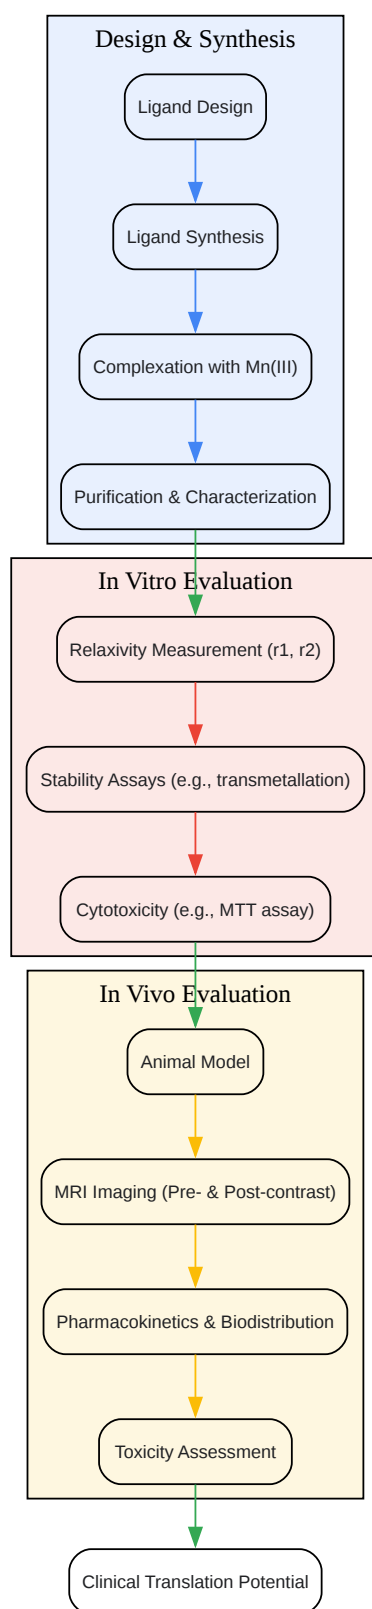 Design & Synthesis
Ligand Design
Ligand Synthesis
Complexation with Mn(III)
Purification & Characterization
In Vitro Evaluation
Relaxivity Measurement (r1, r2)
Stability Assays (e.g., transmetallation)
Cytotoxicity (e.g., MTT assay)
In Vivo Evaluation
Animal Model
MRI Imaging (Pre- & Post-contrast)
Pharmacokinetics & Biodistribution
Toxicity Assessment
Clinical Translation Potential